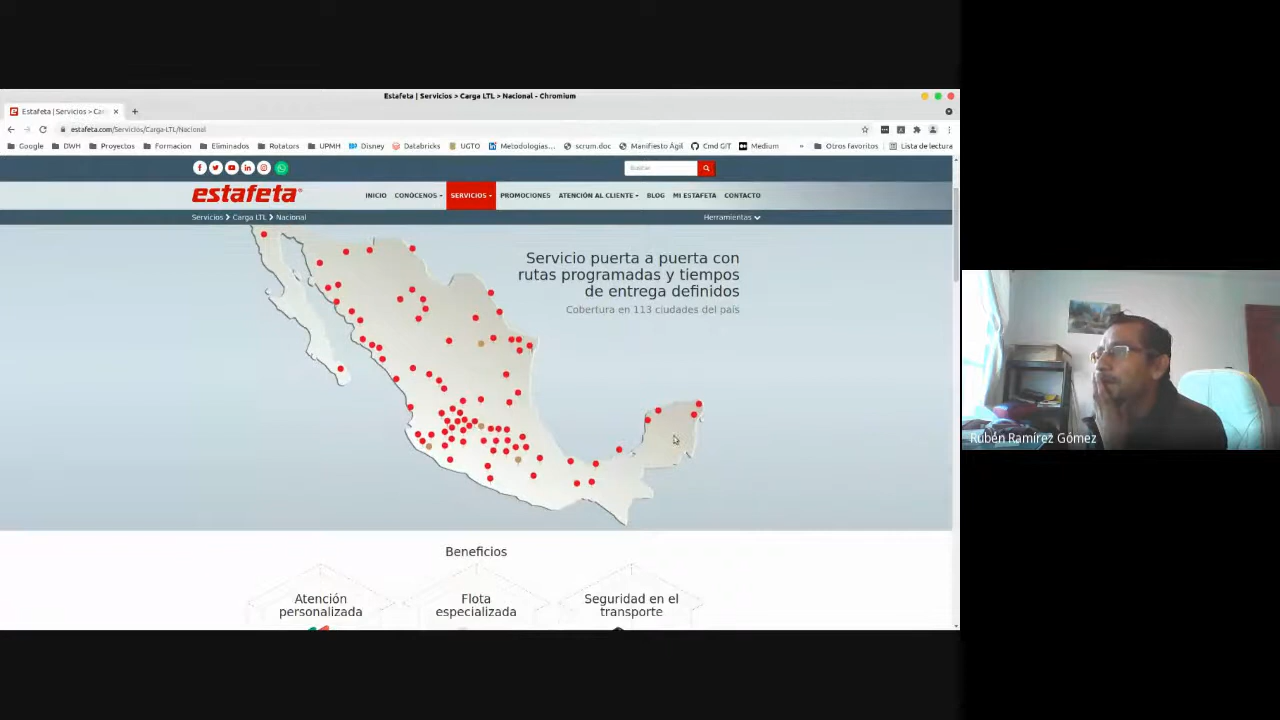 Estafeta | Servicios > Carga LTL > Nacional - Chromium
Estafeta | Servicios > Ca
estafeta.com/Servicios/Carga-LTL/Nacional
Google DWH Proyectos Formacion Eliminados Rotators UPMH Disney Databricks UGTO Metodologías... scrum.doc Manifiesto Ágil Cmd GIT Medium » Otros favoritos Lista de lectura
Buscar
estafeta
INICIO CONÓCENOS SERVICIOS PROMOCIONES ATENCIÓN AL CLIENTE BLOG MI ESTAFETA CONTACTO
Servicios > Carga LTL > Nacional Herramientas
Servicio puerta a puerta con
rutas programadas y tiempos
de entrega definidos
Cobertura en 113 ciudades del país
Rubén Ramírez Gómez
Beneficios
Atención
personalizada
Flota
especializada
Seguridad en el
transporte